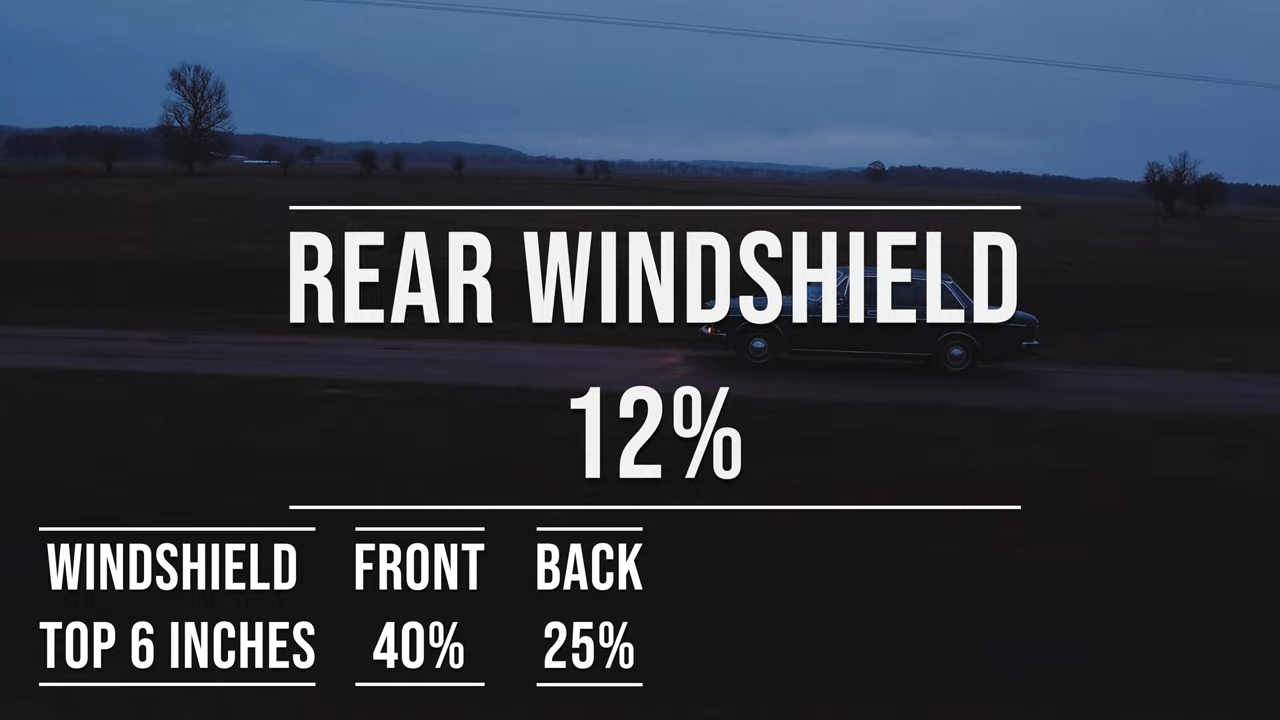 REAR WINDSHIELD
12%
WINDSHIELD
TOP 6 INCHES
FRONT
40%
BACK
25%